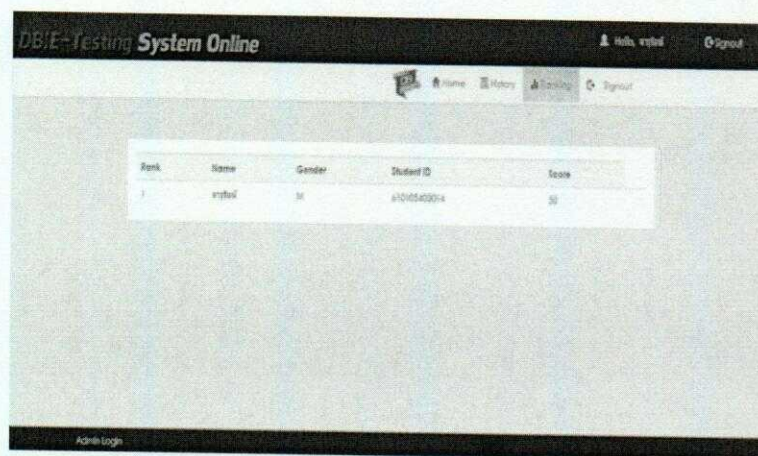 DB:E-Testing System Online Hello, Signout
Home History Ranking Signout
Rank Name Gender Student ID Score
1 M 50
Admin Login